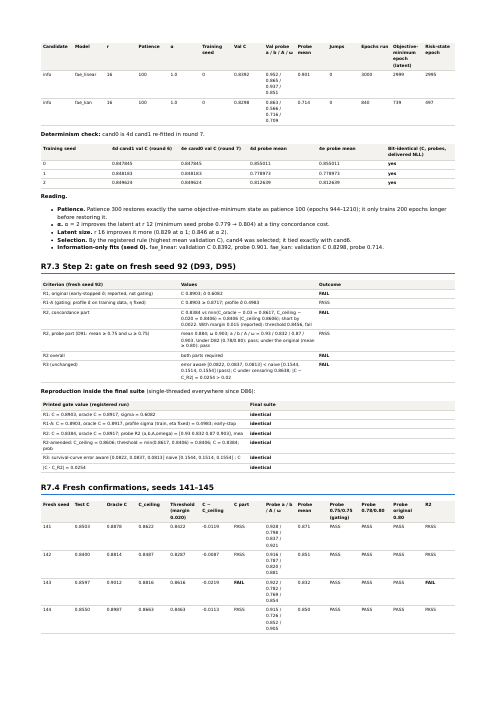 Candidate Model r Patience α Training seed Val C Val probe a / b / A / ω Probe mean Jumps Epochs run Objective-minimum epoch (latent) Risk-state epoch
info fae_linear 16 100 1.0 0 0.8392 0.952 / 0.865 / 0.937 / 0.851 0.901 0 3000 2999 2995
info fae_kan 16 100 1.0 0 0.8298 0.863 / 0.566 / 0.716 / 0.709 0.714 0 840 739 497
Determinism check: cand0 is 4d cand1 re-fitted in round 7.
Training seed 4d cand1 val C (round 6) 4e cand0 val C (round 7) 4d probe mean 4e probe mean Bit-identical (C, probes, delivered NLL)
0 0.847845 0.847845 0.855011 0.855011 yes
1 0.848183 0.848183 0.778973 0.778973 yes
2 0.849624 0.849624 0.812639 0.812639 yes
Reading.
• Patience. Patience 300 restores exactly the same objective-minimum state as patience 100 (epochs 944–1210); it only trains 200 epochs longer
before restoring it.
• α. α = 2 improves the latent at r 12 (minimum seed probe 0.779 → 0.804) at a tiny concordance cost.
• Latent size. r 16 improves it more (0.829 at α 1; 0.846 at α 2).
• Selection. By the registered rule (highest mean validation C), cand4 was selected; it tied exactly with cand6.
• Information-only fits (seed 0). fae_linear: validation C 0.8392, probe 0.901. fae_kan: validation C 0.8298, probe 0.714.
R7.3 Step 2: gate on fresh seed 92 (D93, D95)
Criterion (fresh seed 92) Values Outcome
R1, original (early-stopped σ̂; reported, not gating) C 0.8903; σ̂ 0.6082 FAIL
R1-A (gating; profile σ̂ on training data, η fixed) C 0.8903 ≥ 0.8717; profile σ̂ 0.4983 PASS
R2, concordance part C 0.8384 vs min(C_oracle − 0.03 = 0.8617, C_ceiling −
0.020 = 0.8406) = 0.8406 (C_ceiling 0.8606); short by
0.0022. With margin 0.015 (reported): threshold 0.8456, fail FAIL
R2, probe part (D91: mean ≥ 0.75 and ω ≥ 0.75) mean 0.884; ω 0.903; a / b / A / ω = 0.93 / 0.832 / 0.87 /
0.903. Under D82 (0.78/0.80): pass; under the original (mean
≥ 0.80): pass PASS
R2 overall both parts required FAIL
R3 (unchanged) error aware [0.0822, 0.0837, 0.0813] < naive [0.1544,
0.1514, 0.1554] (pass); C under censoring 0.8638; |C −
C_R2| = 0.0254 > 0.02 FAIL
Reproduction inside the final suite (single-threaded everywhere since DB6):
Printed gate value (registered run) Final suite
R1: C = 0.8903, oracle C = 0.8917, sigma = 0.6082 identical
R1-A: C = 0.8903, oracle C = 0.8917, profile sigma (train, eta fixed) = 0.4983; early-stop identical
R2: C = 0.8384, oracle C = 0.8917, probe R2 (a,b,A,omega) = [0.93 0.832 0.87 0.903], mea identical
R2-amended: C_ceiling = 0.8606; threshold = min(0.8617, 0.8406) = 0.8406, C = 0.8384;
prob identical
R3: survival-curve error aware [0.0822, 0.0837, 0.0813] naive [0.1544, 0.1514, 0.1554] ; C identical
|C - C_R2| = 0.0254 identical
R7.4 Fresh confirmations, seeds 141–145
Fresh seed Test C Oracle C C_ceiling Threshold (margin 0.020) C − C_ceiling C part Probe a / b / A / ω Probe mean Probe 0.75/0.75 (gating) Probe 0.78/0.80 Probe original 0.80 R2
141 0.8503 0.8878 0.8622 0.8422 -0.0119 PASS 0.928 / 0.798 / 0.837 / 0.921 0.871 PASS PASS PASS PASS
142 0.8400 0.8814 0.8487 0.8287 -0.0087 PASS 0.916 / 0.787 / 0.820 / 0.881 0.851 PASS PASS PASS PASS
143 0.8597 0.9012 0.8816 0.8616 -0.0219 FAIL 0.922 / 0.782 / 0.769 / 0.854 0.832 PASS PASS PASS FAIL
144 0.8550 0.8987 0.8663 0.8463 -0.0113 PASS 0.915 / 0.726 / 0.852 / 0.905 0.850 PASS PASS PASS PASS